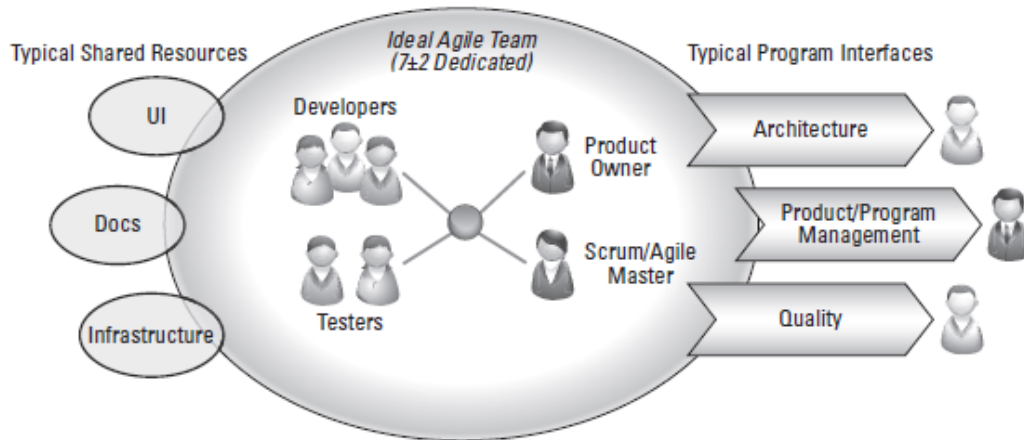 Typical Shared Resources
UI
Docs
Infrastructure
Ideal Agile Team
(7±2 Dedicated)
Developers
Testers
Product
Owner
Scrum/Agile
Master
Typical Program Interfaces
Architecture
Product/Program
Management
Quality